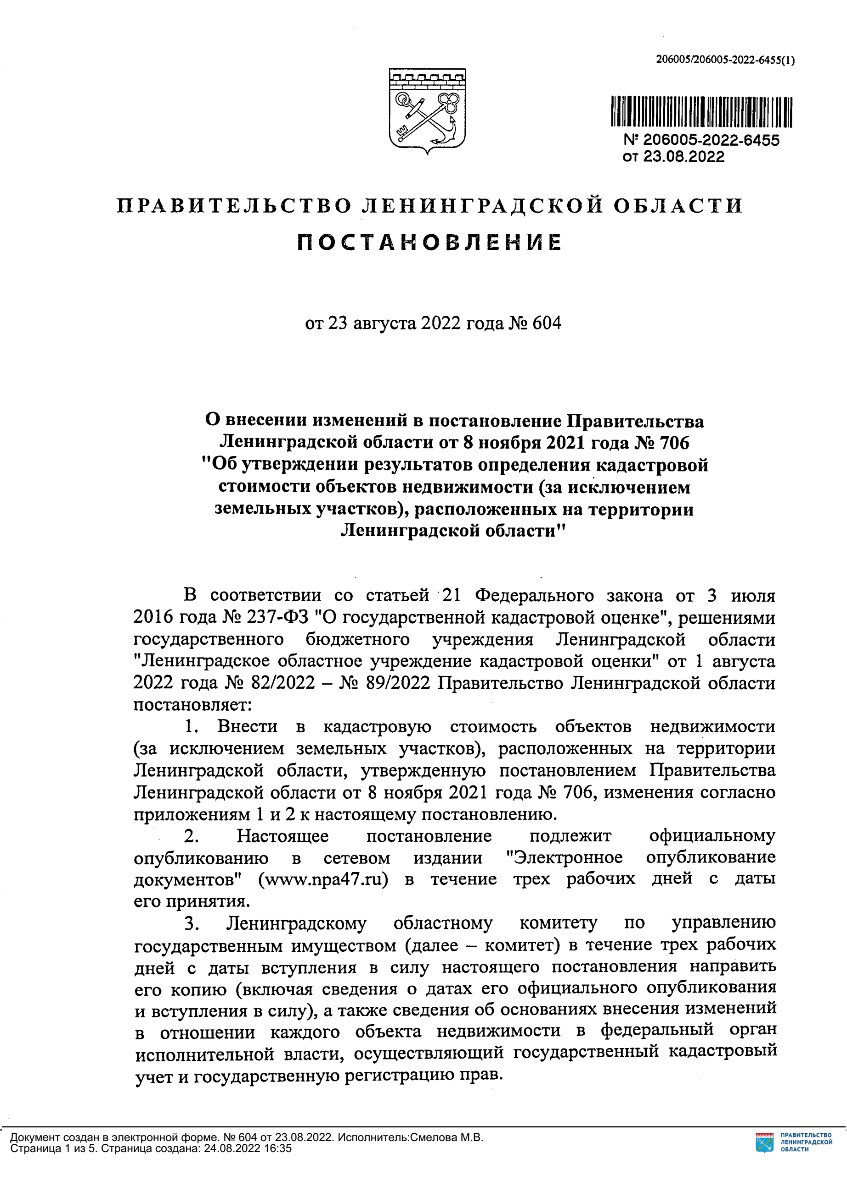 206005/206005-2022-6455(1)
№ 206005-2022-6455
от 23.08.2022
ПРАВИТЕЛЬСТВО ЛЕНИНГРАДСКОЙ ОБЛАСТИ
ПОСТАНОВЛЕНИЕ
от 23 августа 2022 года № 604
О внесении изменений в постановление Правительства
Ленинградской области от 8 ноября 2021 года № 706
"Об утверждении результатов определения кадастровой
стоимости объектов недвижимости (за исключением
земельных участков), расположенных на территории
Ленинградской области"
В соответствии со статьей 21 Федерального закона от 3 июля
2016 года № 237-ФЗ "О государственной кадастровой оценке", решениями
государственного бюджетного учреждения Ленинградской области
"Ленинградское областное учреждение кадастровой оценки" от 1 августа
2022 года № 82/2022 – № 89/2022 Правительство Ленинградской области
постановляет:
1. Внести в кадастровую стоимость объектов недвижимости
(за исключением земельных участков), расположенных на территории
Ленинградской области, утвержденную постановлением Правительства
Ленинградской области от 8 ноября 2021 года № 706, изменения согласно
приложениям 1 и 2 к настоящему постановлению.
2. Настоящее постановление подлежит официальному
опубликованию в сетевом издании "Электронное опубликование
документов" (www.npa47.ru) в течение трех рабочих дней с даты
его принятия.
3. Ленинградскому областному комитету по управлению
государственным имуществом (далее – комитет) в течение трех рабочих
дней с даты вступления в силу настоящего постановления направить
его копию (включая сведения о датах его официального опубликования
и вступления в силу), а также сведения об основаниях внесения изменений
в отношении каждого объекта недвижимости в федеральный орган
исполнительной власти, осуществляющий государственный кадастровый
учет и государственную регистрацию прав.
Документ создан в электронной форме. № 604 от 23.08.2022. Исполнитель:Смелова М.В.
Страница 1 из 5. Страница создана: 24.08.2022 16:35
ПРАВИТЕЛЬСТВО
ЛЕНИНГРАДСКОЙ
ОБЛАСТИ